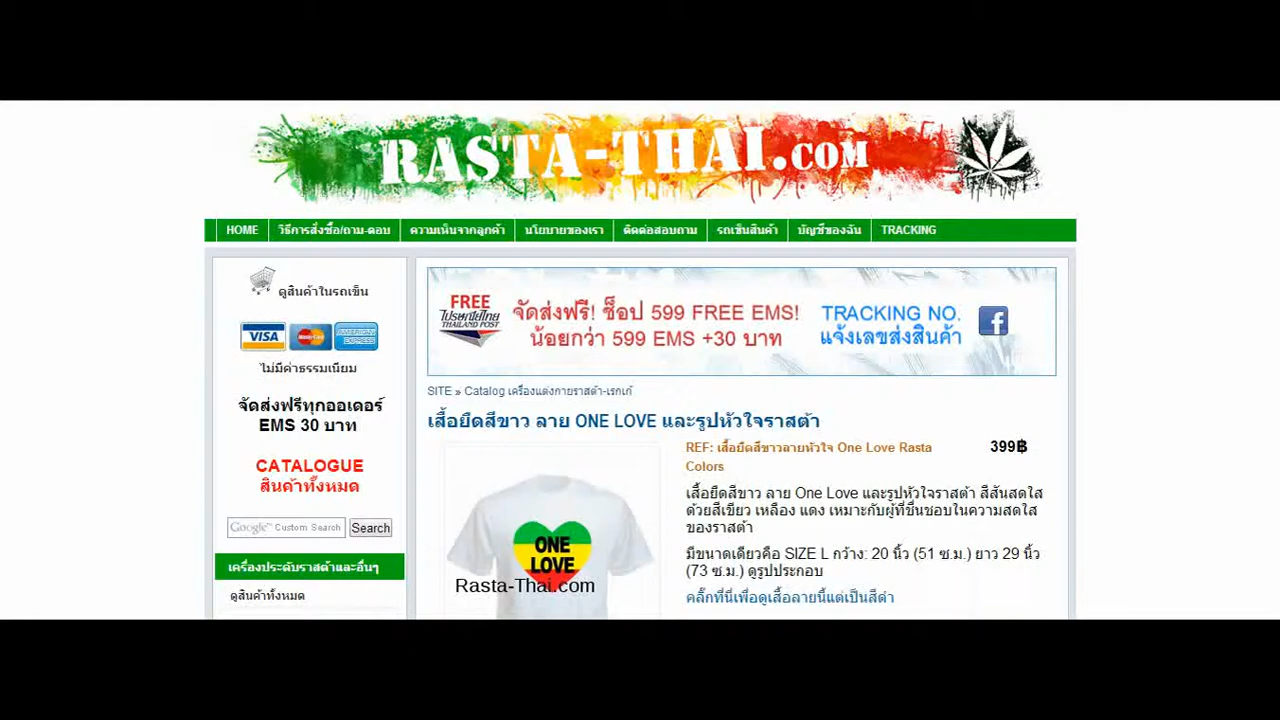 RASTA-THAI.COM
HOME
วิธีการสั่งซื้อ/ถาม-ตอบ
ความเห็นจากลูกค้า
นโยบายของเรา
ติดต่อสอบถาม
รถเข็นสินค้า
บัญชีของฉัน
TRACKING
ดูสินค้าในรถเข็น
VISA
MasterCard
AMERICAN EXPRESS
ไม่มีค่าธรรมเนียม
จัดส่งฟรีทุกออเดอร์
EMS 30 บาท
CATALOGUE
สินค้าทั้งหมด
Google™ Custom Search
Search
เครื่องประดับราสต้าและอื่นๆ
ดูสินค้าทั้งหมด
FREE
ไปรษณีย์ไทย
THAILAND POST
จัดส่งฟรี! ช็อป 599 FREE EMS!
น้อยกว่า 599 EMS +30 บาท
TRACKING NO.
แจ้งเลขส่งสินค้า
f
SITE » Catalog เครื่องแต่งกายราสต้า-เรกเก้
เสื้อยืดสีขาว ลาย ONE LOVE และรูปหัวใจราสต้า
ONE
LOVE
Rasta-Thai.com
REF: เสื้อยืดสีขาวลายหัวใจ One Love Rasta
Colors
399฿
เสื้อยืดสีขาว ลาย One Love และรูปหัวใจราสต้า สีสันสดใส
ด้วยสีเขียว เหลือง แดง เหมาะกับผู้ที่ชื่นชอบในความสดใส
ของราสต้า
มีขนาดเดียวคือ SIZE L กว้าง: 20 นิ้ว (51 ซ.ม.) ยาว 29 นิ้ว
(73 ซ.ม.) ดูรูปประกอบ
คลิ๊กที่นี่เพื่อดูเสื้อลายนี้แต่เป็นสีดำ